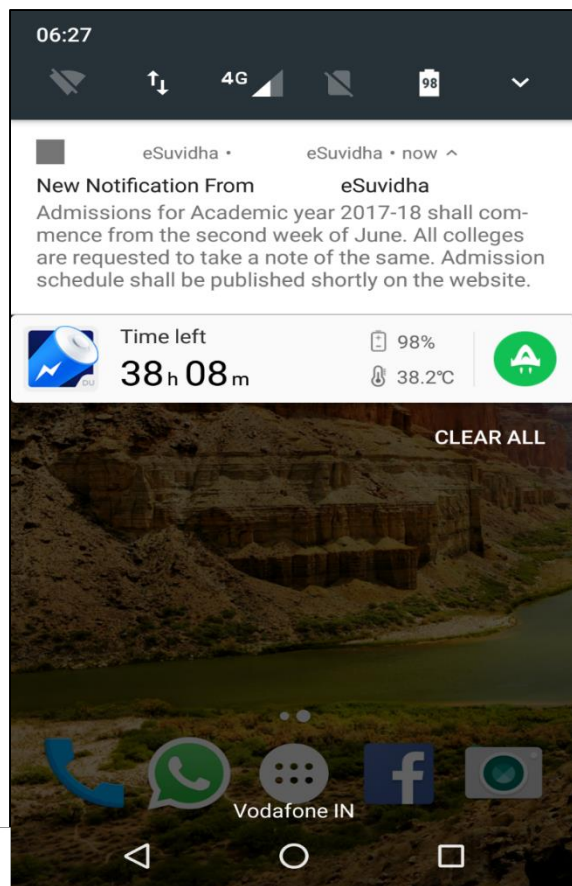 06:27
4G 98
eSuvidha • eSuvidha • now
New Notification From eSuvidha
Admissions for Academic year 2017-18 shall com-
mence from the second week of June. All colleges
are requested to take a note of the same. Admission
schedule shall be published shortly on the website.
Time left
38h 08m
98%
38.2°C
DU
CLEAR ALL
f
Vodafone IN